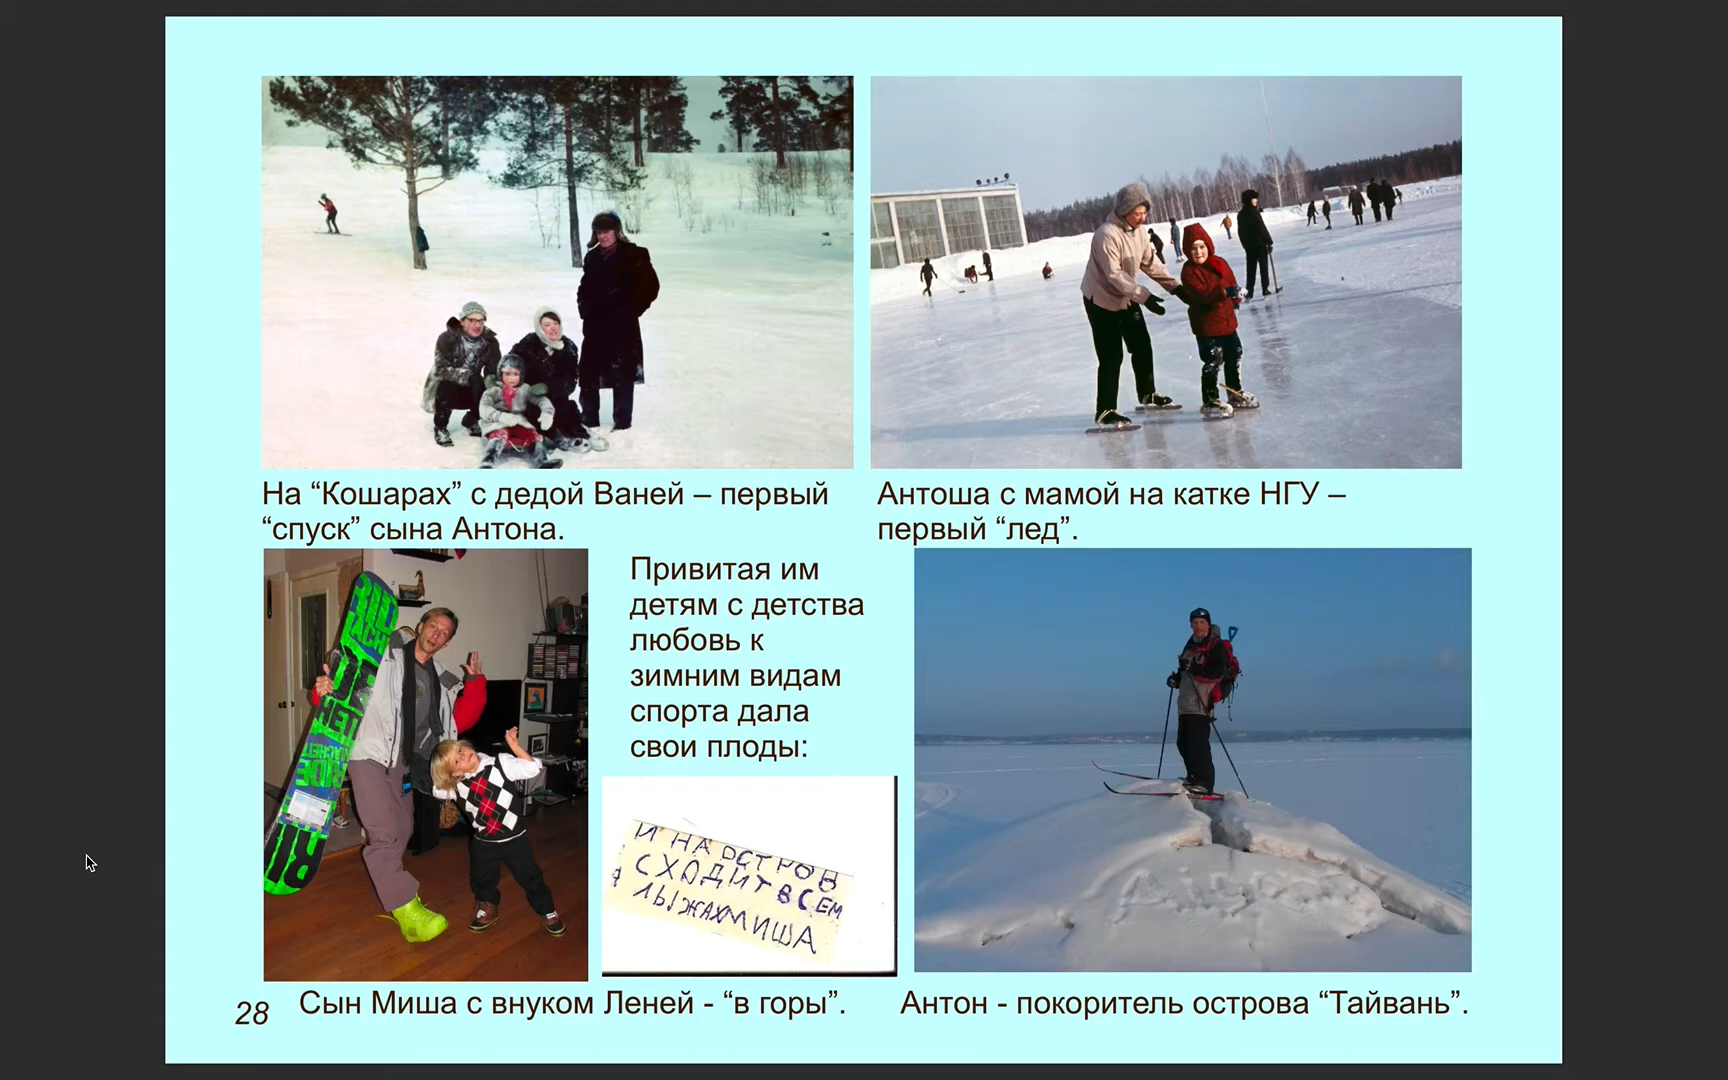 На “Кошарах” с дедой Ваней – первый
“спуск” сына Антона.
Антоша с мамой на катке НГУ –
первый “лед”.
Привитая им
детям с детства
любовь к
зимним видам
спорта дала
свои плоды:
И НА ОСТРОВ
СХОДИТ ВСЕМ
ЛЫЖАХ МИША
28
Сын Миша с внуком Леней - “в горы”.
Антон - покоритель острова “Тайвань”.